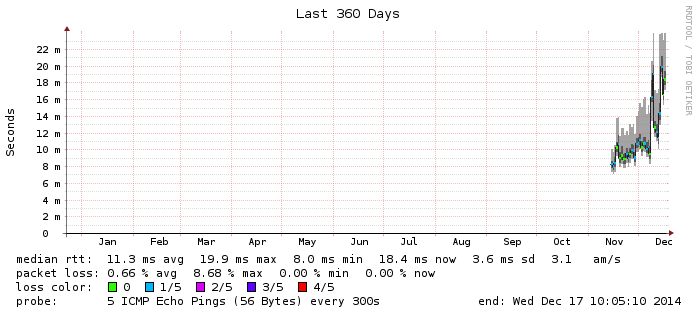 Last 360 Days
RRDTOOL / TOBI OETIKER
Seconds
22 m
20 m
18 m
16 m
14 m
12 m
10 m
8 m
6 m
4 m
2 m
0
Jan Feb Mar Apr May Jun Jul Aug Sep Oct Nov Dec
median rtt: 11.3 ms avg 19.9 ms max 8.0 ms min 18.4 ms now 3.6 ms sd 3.1 am/s
packet loss: 0.66 % avg 8.68 % max 0.00 % min 0.00 % now
loss color: 0 1/5 2/5 3/5 4/5
probe: 5 ICMP Echo Pings (56 Bytes) every 300s end: Wed Dec 17 10:05:10 2014